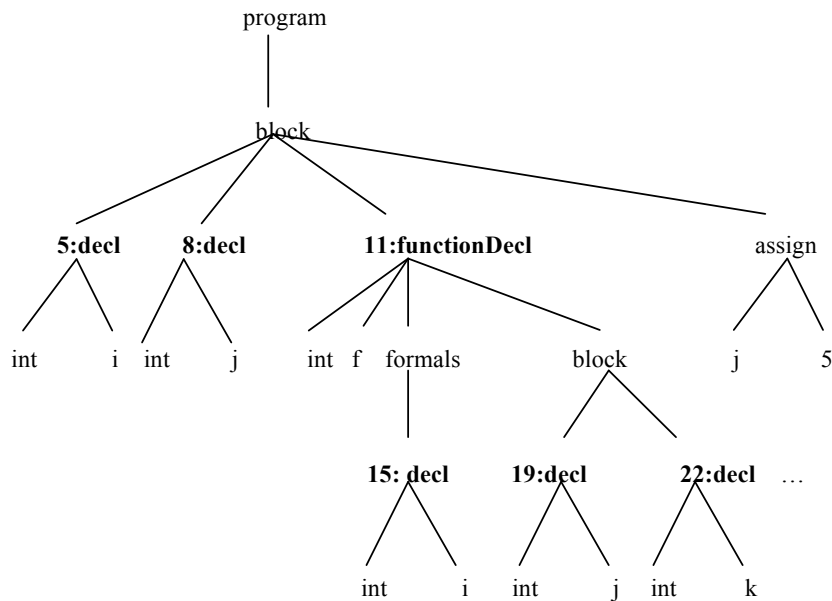 program
block
5:decl 8:decl 11:functionDecl assign
int i int j int f formals block j 5
15: decl 19:decl 22:decl …
int i int j int k